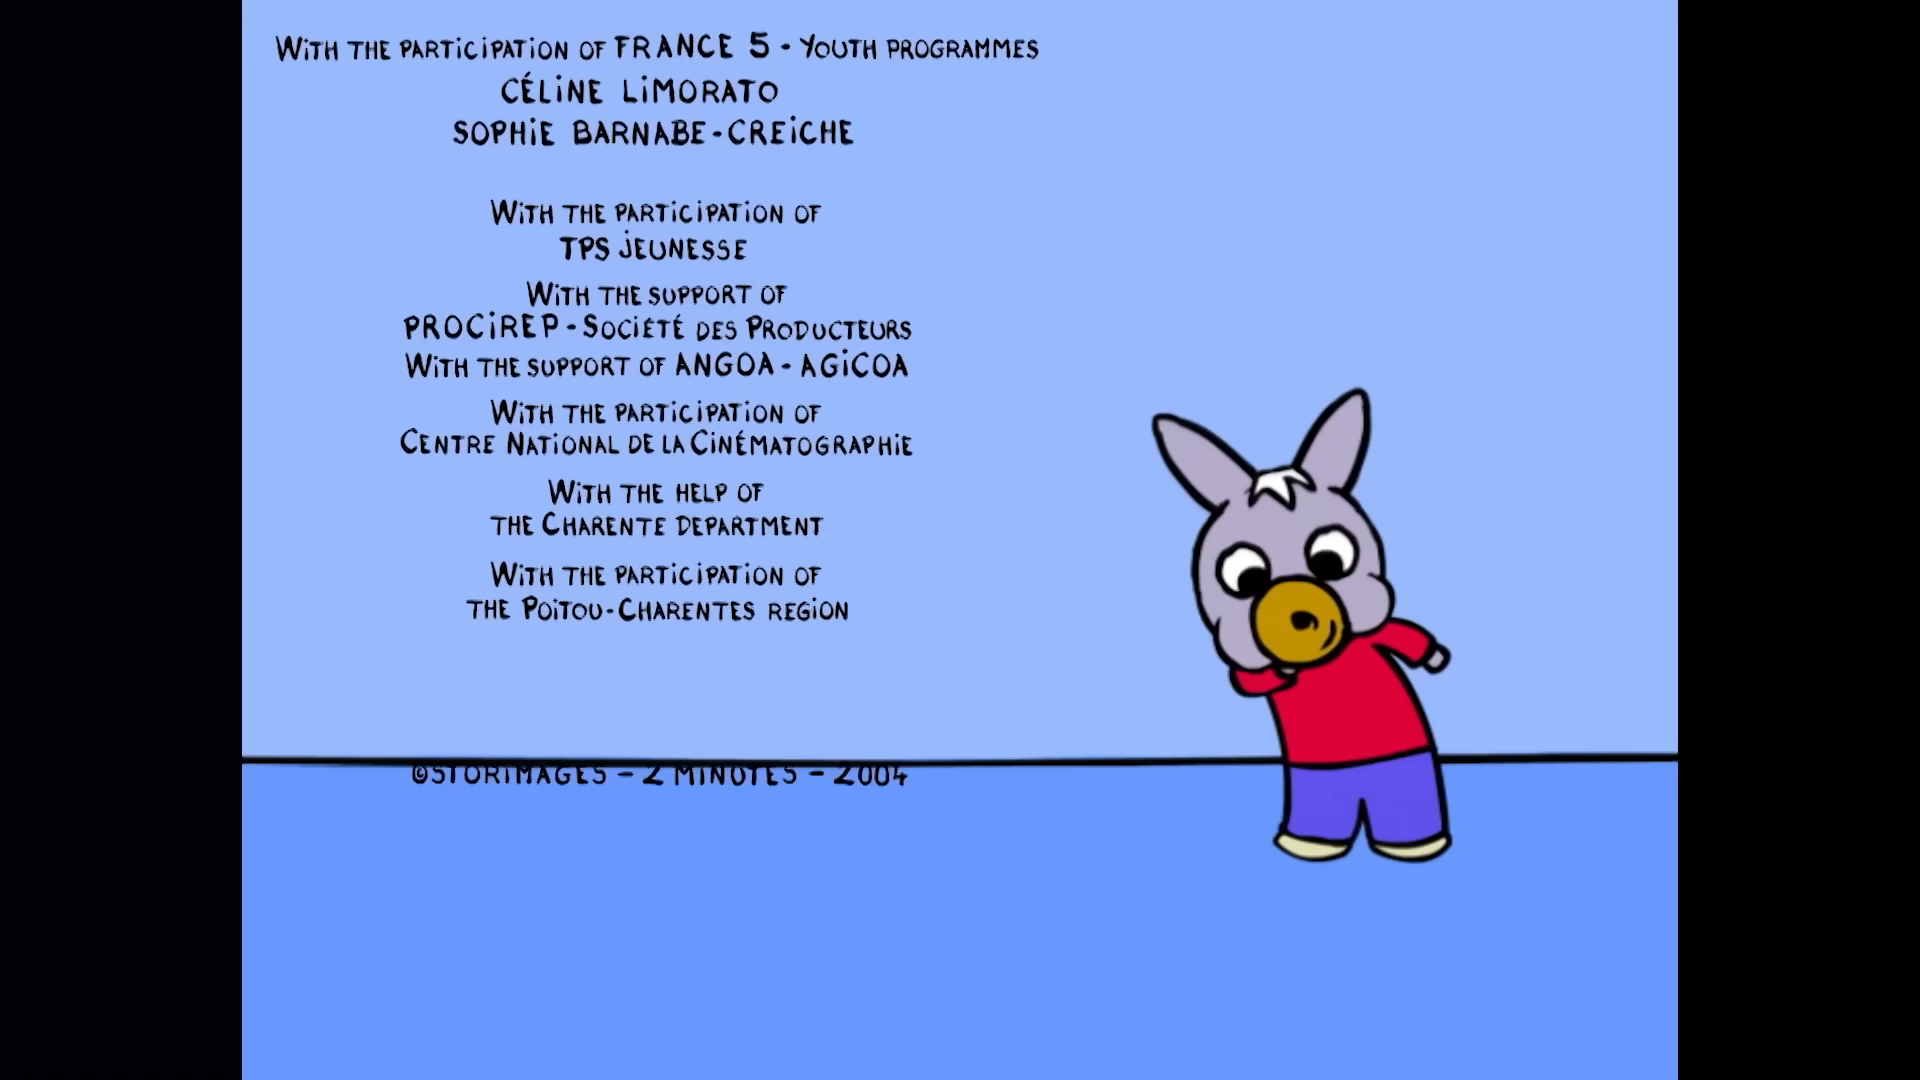 With the participation of FRANCE 5 - Youth programmes
CÉLINE LIMORATO
SOPHIE BARNABE-CREICHE
With the participation of
TPS JEUNESSE
With the support of
PROCIREP - Société des Producteurs
With the support of ANGOA - AGICOA
With the participation of
Centre National de la Cinématographie
With the help of
the Charente department
With the participation of
the Poitou-Charentes region
©STORIMAGES - 2 MINUTES - 2004